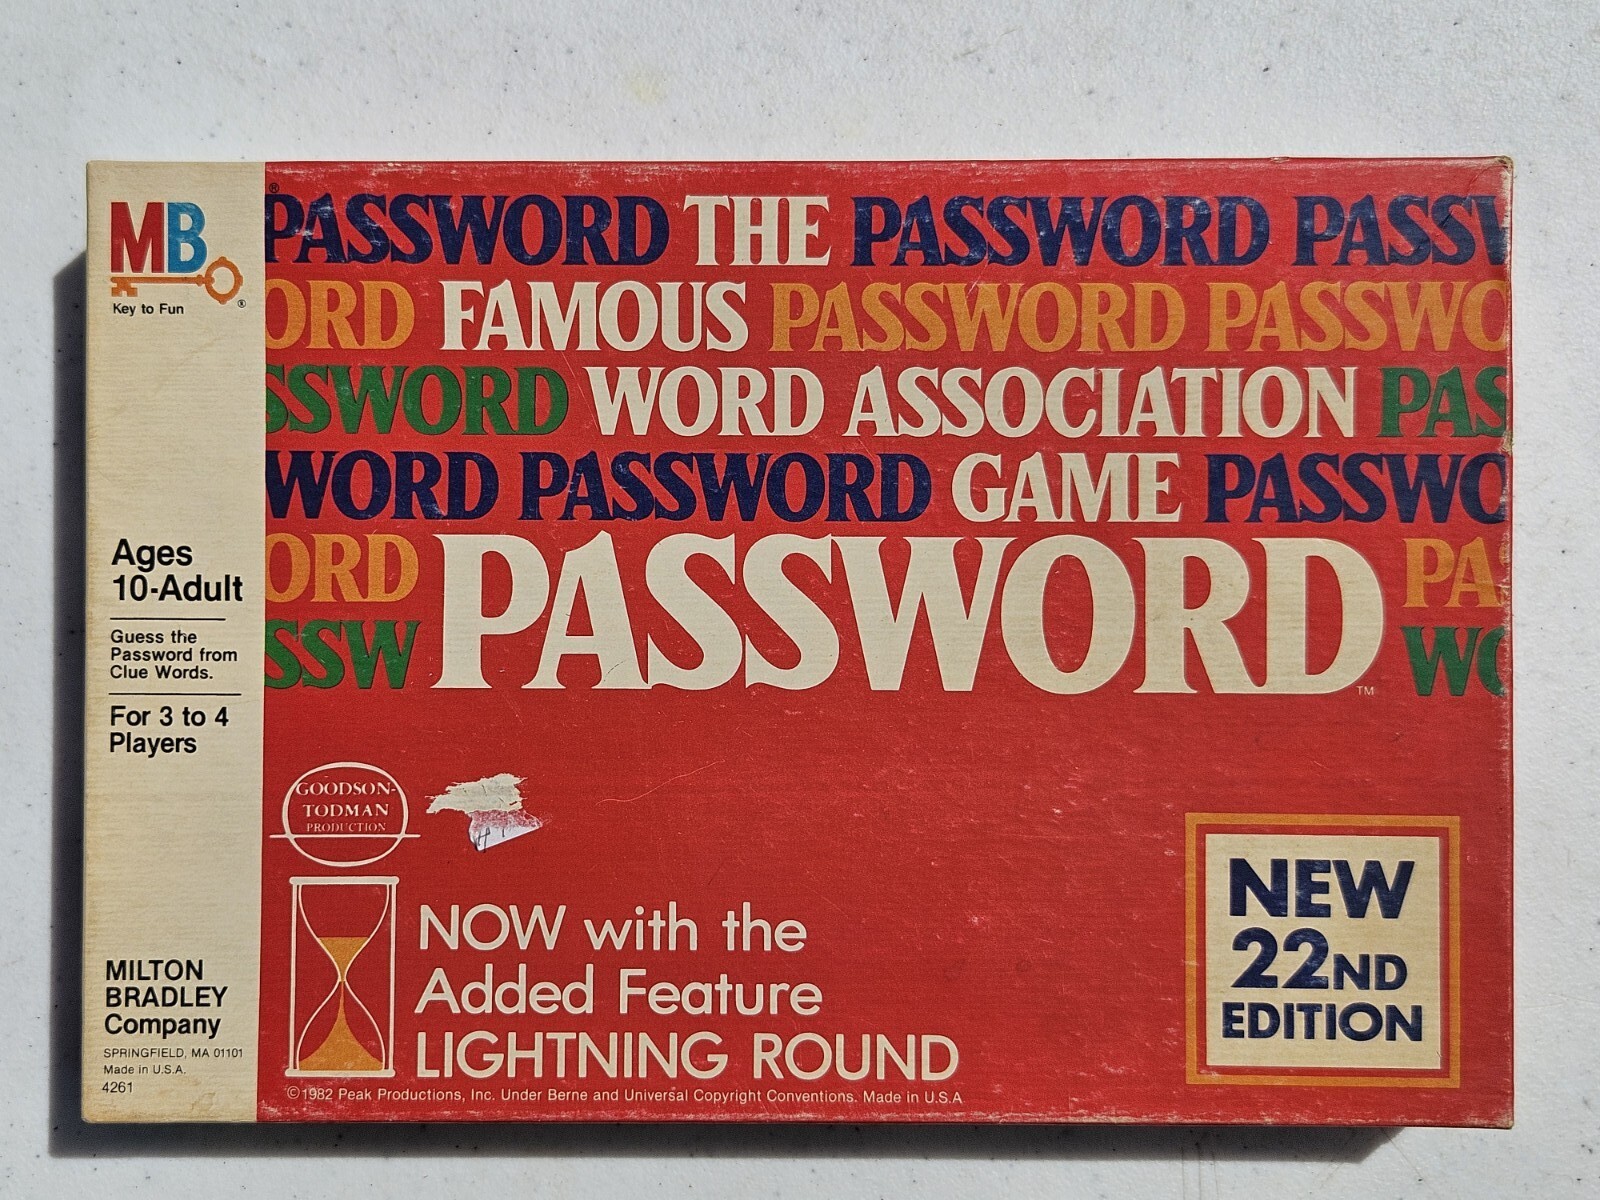 MB
®
Key to Fun
Ages
10-Adult
Guess the
Password from
Clue Words.
For 3 to 4
Players
MILTON
BRADLEY
Company
SPRINGFIELD, MA 01101
Made in U.S.A.
4261
®
PASSWORD THE PASSWORD PASSW
ORD FAMOUS PASSWORD PASSWO
SSWORD WORD ASSOCIATION PAS
WORD PASSWORD GAME PASSWO
ORD PASSWORD PAS
SSW ™ WO
GOODSON-
TODMAN
PRODUCTION
NOW with the
Added Feature
LIGHTNING ROUND
©1982 Peak Productions, Inc. Under Berne and Universal Copyright Conventions. Made in U.S.A
NEW
22ND
EDITION